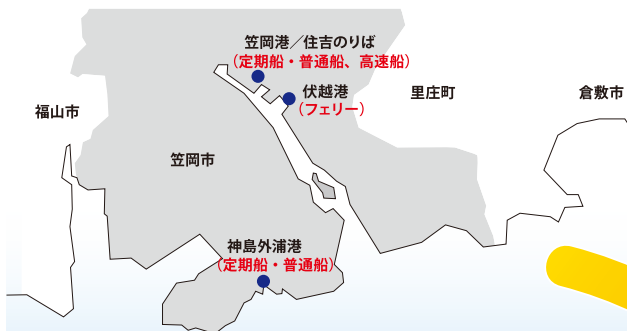 笠岡港／住吉のりば
（定期船・普通船、高速船）
伏越港
（フェリー）
里庄町
倉敷市
福山市
笠岡市
神島外浦港
（定期船・普通船）